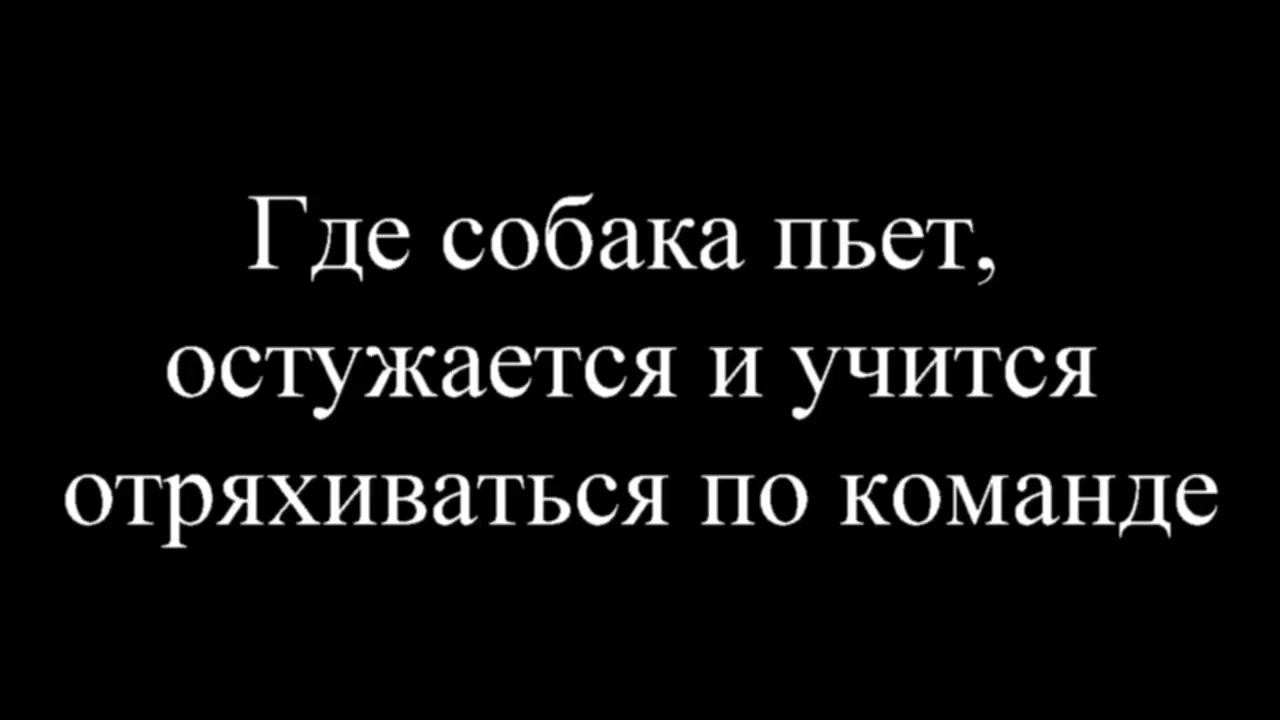 Где собака пьет,
остужается и учится
отряхиваться по команде